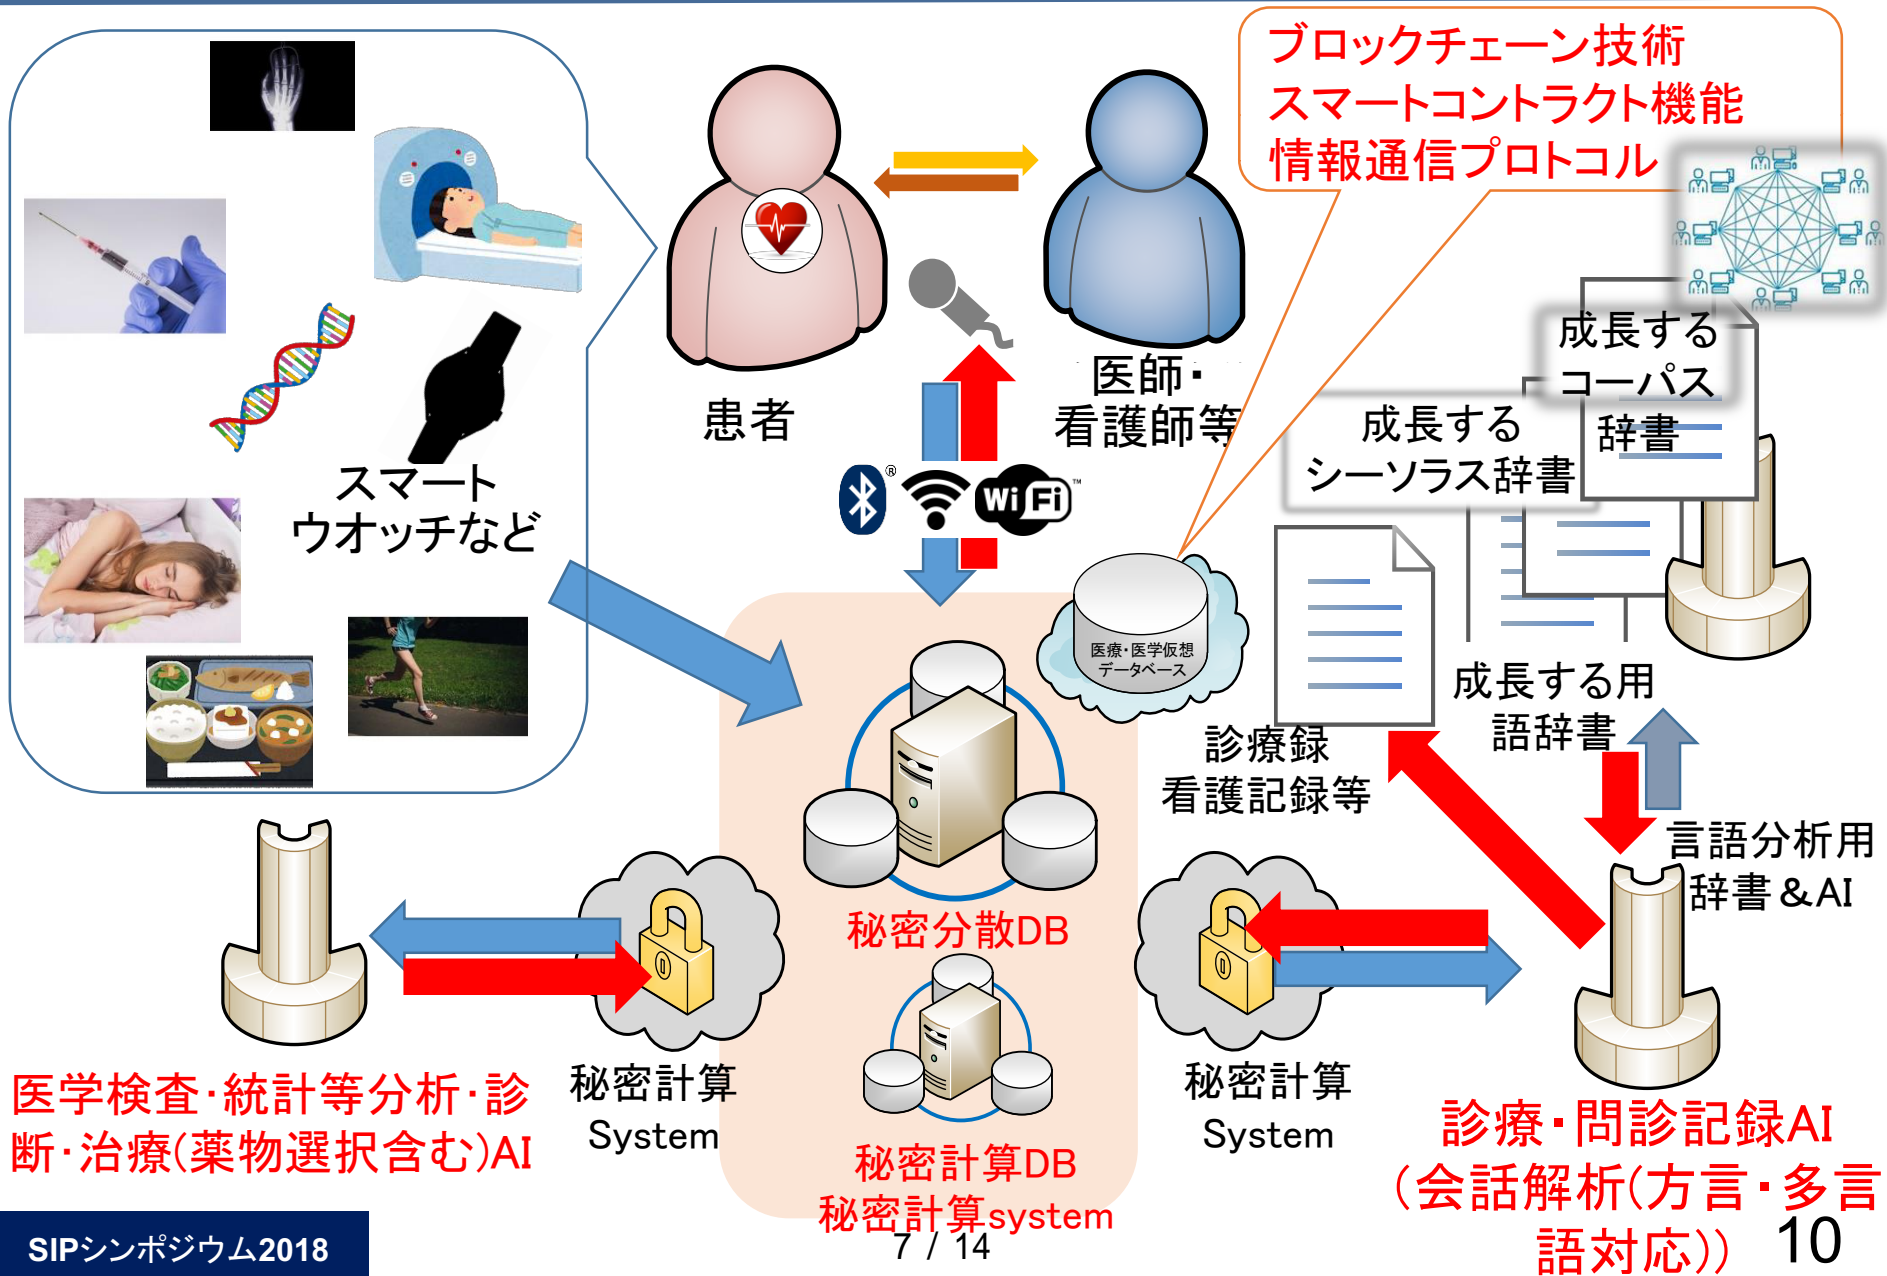 ブロックチェーン技術
スマートコントラクト機能
情報通信プロトコル
患者
医師・
看護師等
成長する
コーパス
辞書
成長する
シーソラス辞書
スマート
ウオッチなど
®
Wi Fi
™
医療・医学仮想
データベース
成長する用
語辞書
診療録
看護記録等
言語分析用
辞書&AI
秘密分散DB
秘密計算
System
秘密計算
System
医学検査・統計等分析・診
断・治療(薬物選択含む)AI
秘密計算DB
秘密計算system
診療・問診記録AI
(会話解析(方言・多言
語対応))
SIPシンポジウム2018
7 / 14
10